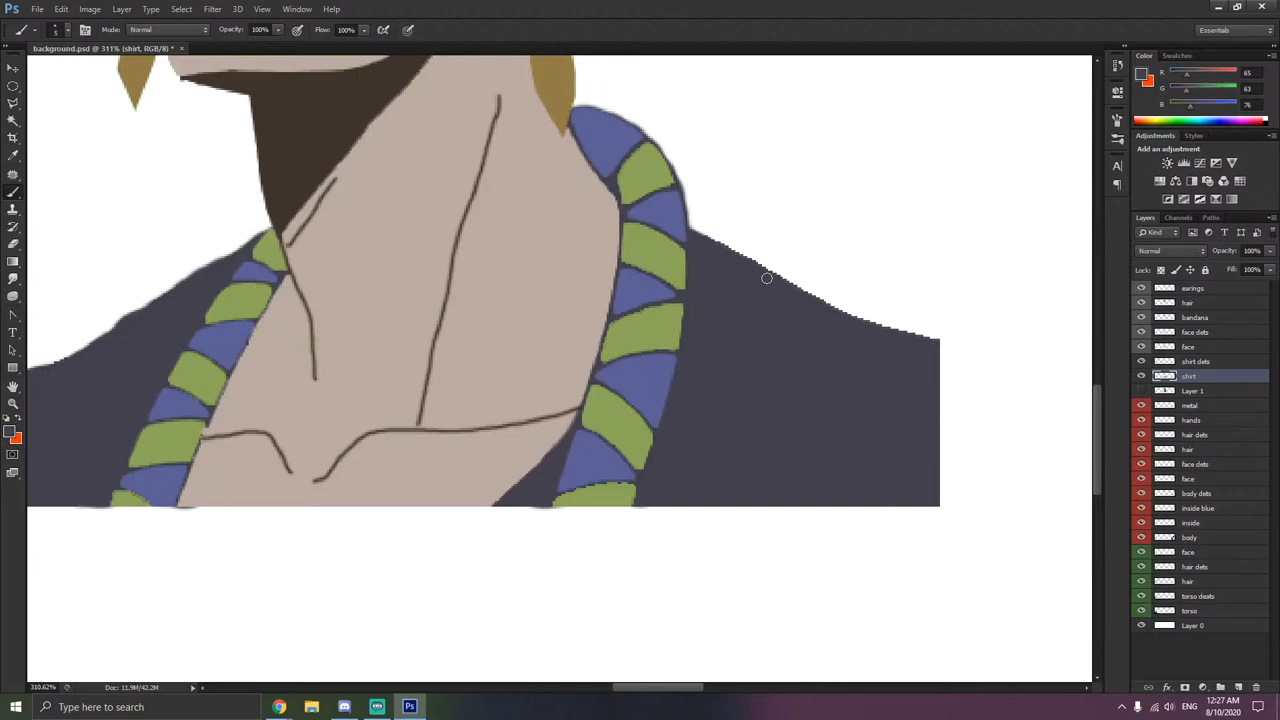 Ps File Edit Image Layer Type Select Filter 3D View Window Help
5 Mode: Normal Opacity: 100% Flow: 100% Essentials
background.psd @ 311% (shirt, RGB/8) * ×
Color Swatches
R 65
G 63
B 76
Adjustments Styles
Add an adjustment
Layers Channels Paths
Kind
Normal Opacity: 100%
Lock: Fill: 100%
earings
hair
bandana
face dets
face
shirt dets
shirt
Layer 1
metal
hands
hair dets
hair
face dets
face
body dets
inside blue
inside
body
face
hair dets
hair
torso deats
torso
Layer 0
310.62% Doc: 11.9M/42.2M
Type here to search
ENG
12:27 AM
8/10/2020